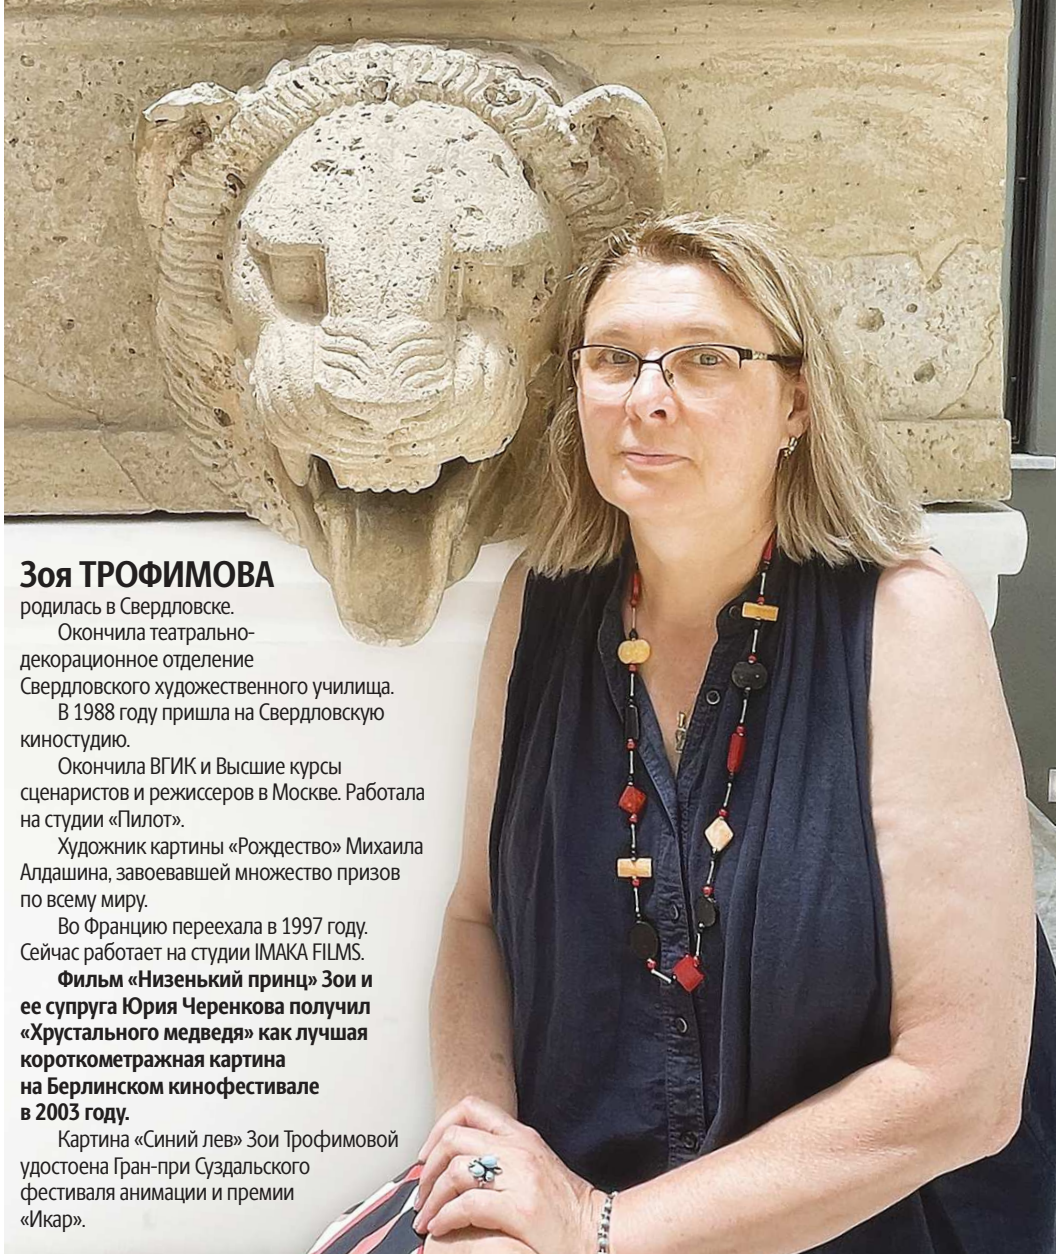 Зоя ТРОФИМОВА
родилась в Свердловске.
Окончила театрально-
декорационное отделение
Свердловского художественного училища.
В 1988 году пришла на Свердловскую
киностудию.
Окончила ВГИК и Высшие курсы
сценаристов и режиссеров в Москве. Работала
на студии «Пилот».
Художник картины «Рождество» Михаила
Алдашина, завоевавшей множество призов
по всему миру.
Во Францию переехала в 1997 году.
Сейчас работает на студии IMAKA FILMS.
Фильм «Низенький принц» Зои и
ее супруга Юрия Черенкова получил
«Хрустального медведя» как лучшая
короткометражная картина
на Берлинском кинофестивале
в 2003 году.
Картина «Синий лев» Зои Трофимовой
удостоена Гран-при Суздальского
фестиваля анимации и премии
«Икар».